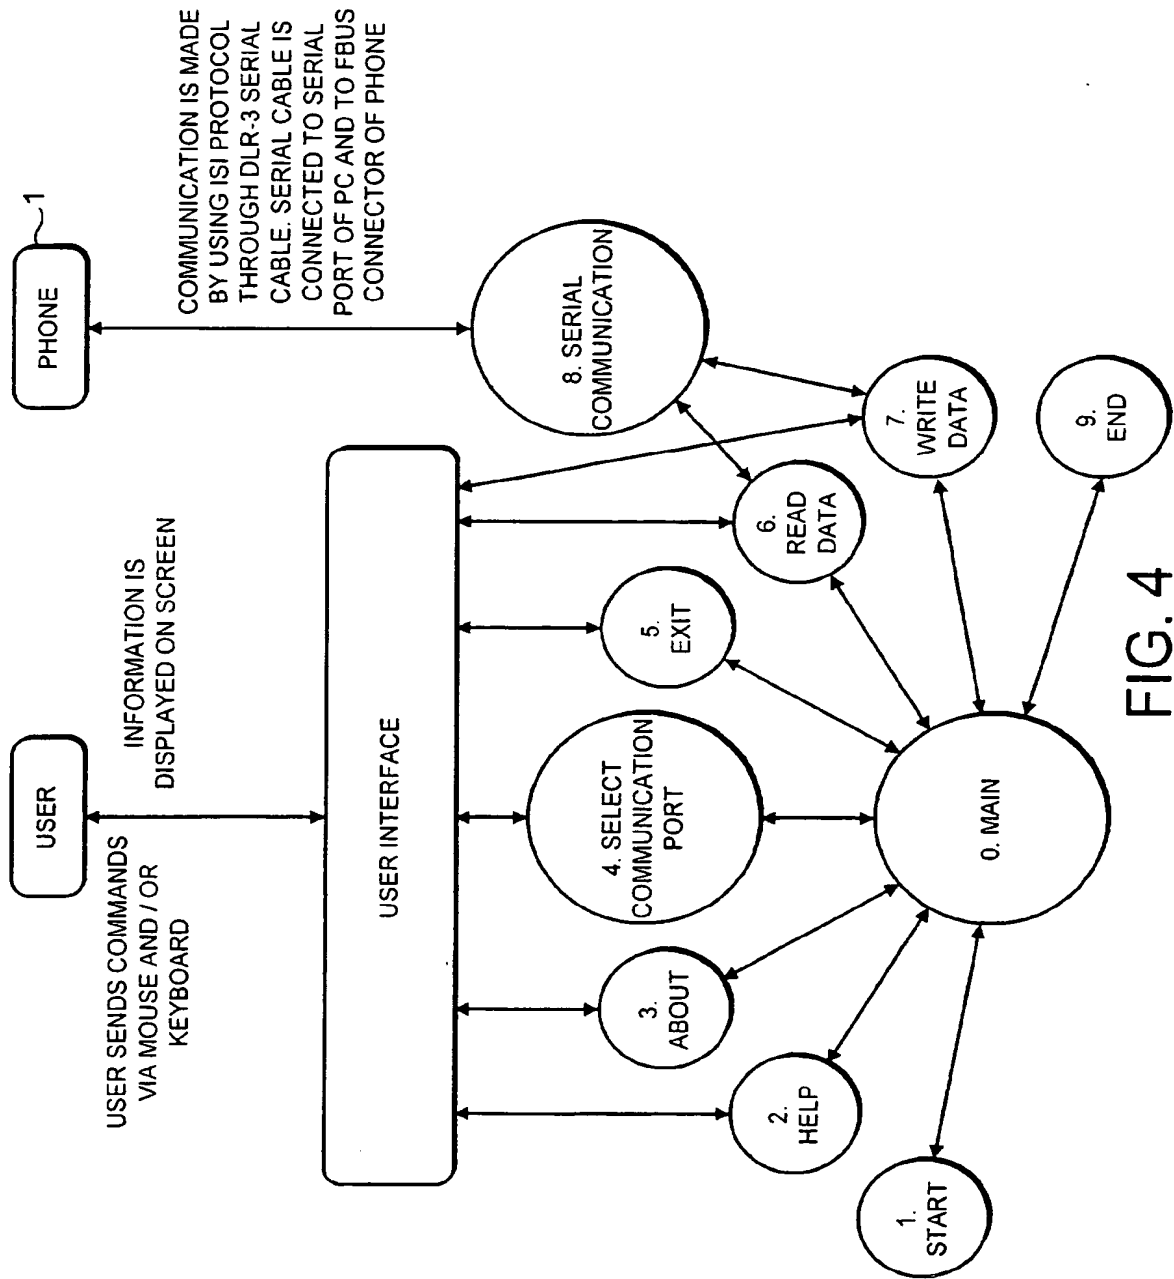 USER
PHONE
1
USER SENDS COMMANDS
VIA MOUSE AND / OR
KEYBOARD
INFORMATION IS
DISPLAYED ON SCREEN
COMMUNICATION IS MADE
BY USING ISI PROTOCOL
THROUGH DLR-3 SERIAL
CABLE. SERIAL CABLE IS
CONNECTED TO SERIAL
PORT OF PC AND TO FBUS
CONNECTOR OF PHONE
USER INTERFACE
1.
START
2.
HELP
3.
ABOUT
4. SELECT
COMMUNICATION
PORT
5.
EXIT
6.
READ
DATA
7.
WRITE
DATA
8. SERIAL
COMMUNICATION
9.
END
0. MAIN
FIG. 4